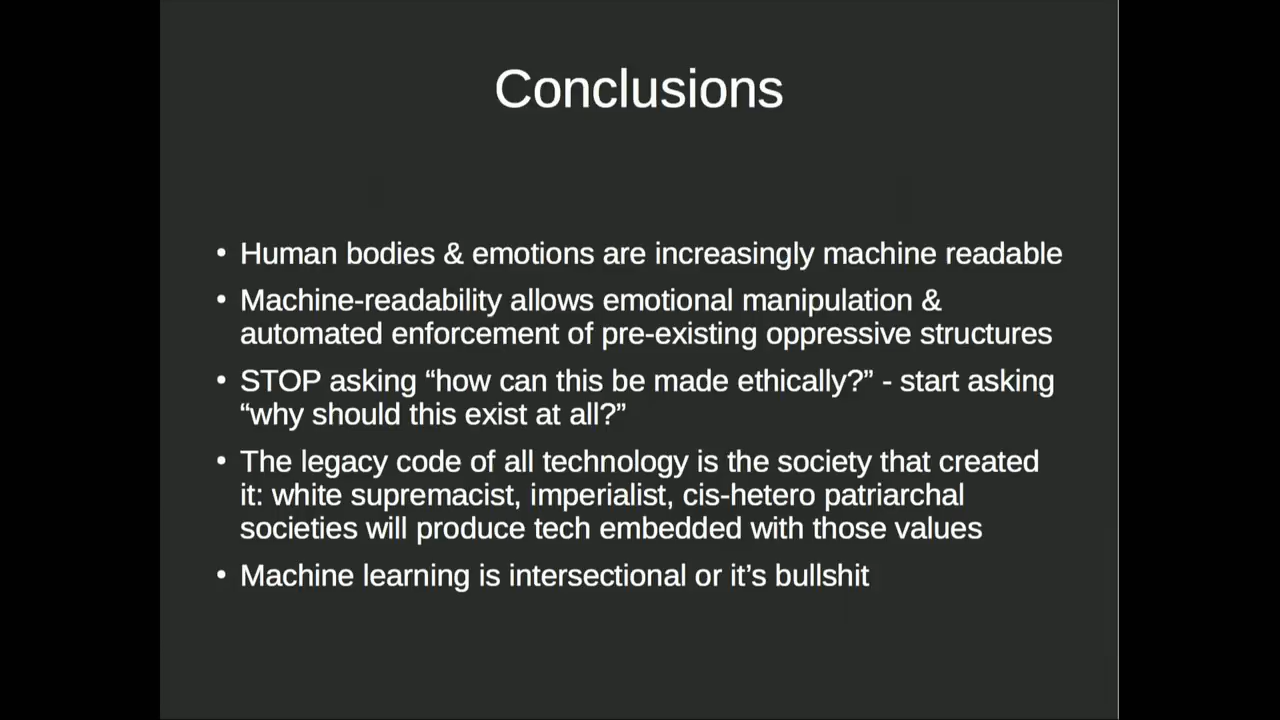 Conclusions
• Human bodies & emotions are increasingly machine readable
• Machine-readability allows emotional manipulation &
automated enforcement of pre-existing oppressive structures
• STOP asking “how can this be made ethically?” - start asking
“why should this exist at all?”
• The legacy code of all technology is the society that created
it: white supremacist, imperialist, cis-hetero patriarchal
societies will produce tech embedded with those values
• Machine learning is intersectional or it’s bullshit